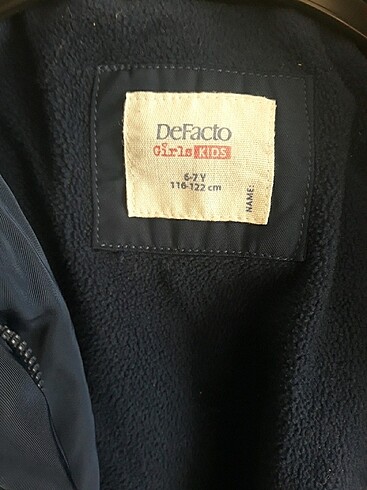 DeFacto
Girls KIDS
6-7 Y
116-122 cm
NAME: